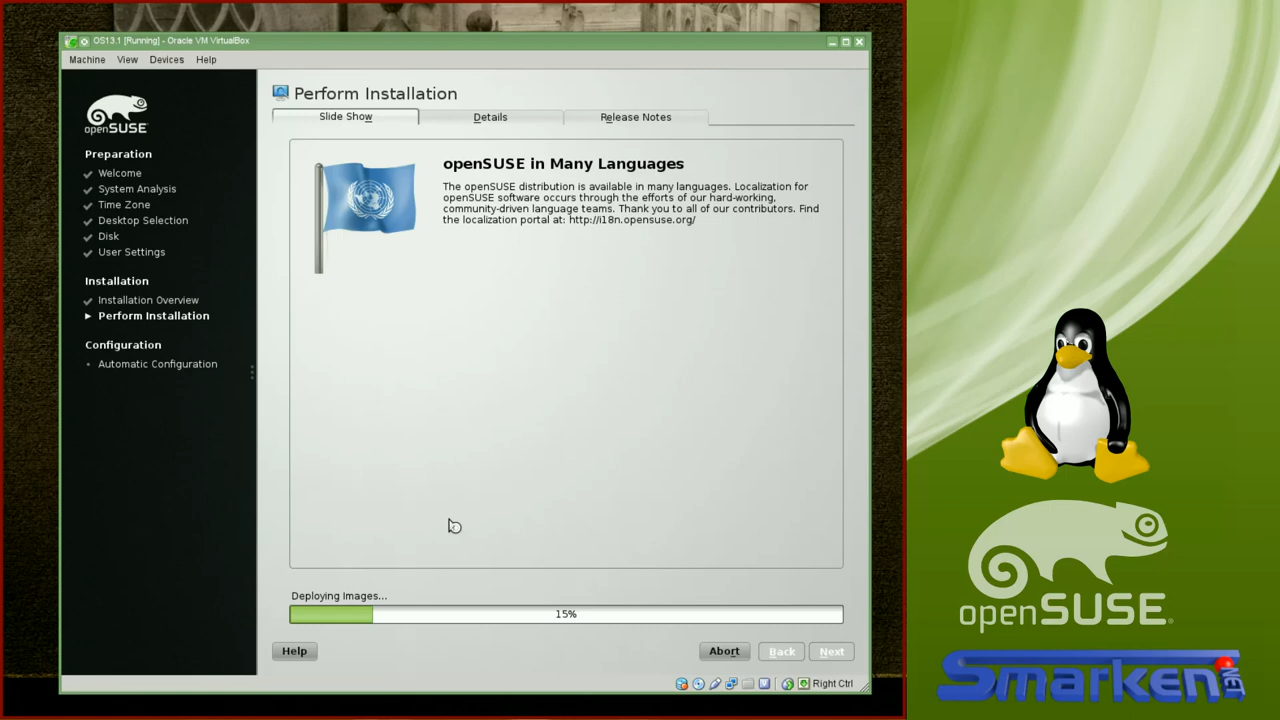 OS13.1 [Running] - Oracle VM VirtualBox
Machine View Devices Help
openSUSE
Preparation
Welcome
System Analysis
Time Zone
Desktop Selection
Disk
User Settings
Installation
Installation Overview
Perform Installation
Configuration
Automatic Configuration
Perform Installation
Slide Show Details Release Notes
openSUSE in Many Languages
The openSUSE distribution is available in many languages. Localization for
openSUSE software occurs through the efforts of our hard-working,
community-driven language teams. Thank you to all of our contributors. Find
the localization portal at: http://i18n.opensuse.org/
Deploying Images...
15%
Help Abort Back Next
Right Ctrl
openSUSE
Smarken.NET